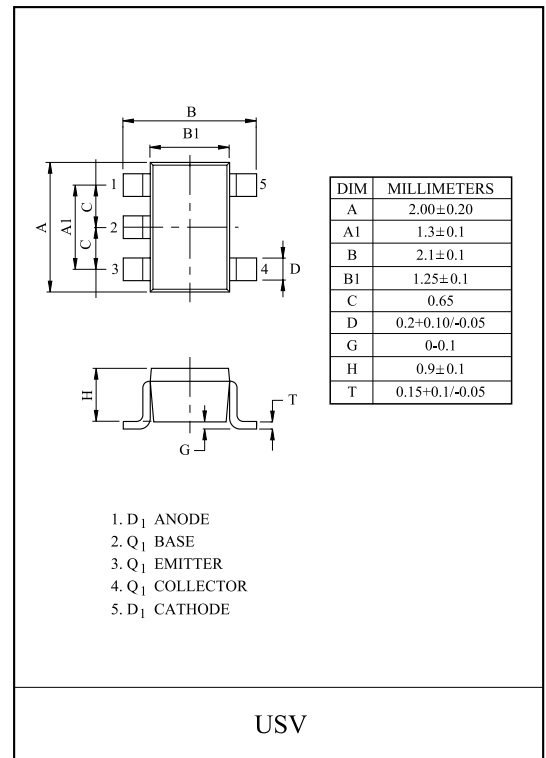 B
B1
1
5
C
A
A1
2
C
3
4
D
DIM MILLIMETERS
A 2.00±0.20
A1 1.3±0.1
B 2.1±0.1
B1 1.25±0.1
C 0.65
D 0.2+0.10/-0.05
G 0-0.1
H 0.9±0.1
T 0.15+0.1/-0.05
H
T
G
1. D1 ANODE
2. Q1 BASE
3. Q1 EMITTER
4. Q1 COLLECTOR
5. D1 CATHODE
USV